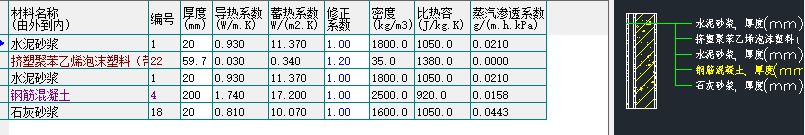 材料名称 编号 厚度 导热系数 蓄热系数 修正 密度 比热容 蒸汽渗透系数
(由外到内) (mm) (W/m.K) W/(m2.K) 系数 (kg/m3) (J/kg.K) g/(m.h.kPa)
水泥砂浆 1 20 0.930 11.370 1.00 1800.0 1050.0 0.0210
挤塑聚苯乙烯泡沫塑料( 22 59.7 0.030 0.340 1.20 35.0 1380.0 0.0000
水泥砂浆 1 20 0.930 11.370 1.00 1800.0 1050.0 0.0210
钢筋混凝土 4 200 1.740 17.200 1.00 2500.0 920.0 0.0158
石灰砂浆 18 20 0.810 10.070 1.00 1600.0 1050.0 0.0443
水泥砂浆, 厚度(mm)
挤塑聚苯乙烯泡沫塑料(
水泥砂浆, 厚度(mm)
钢筋混凝土, 厚度(mm
石灰砂浆, 厚度(mm)